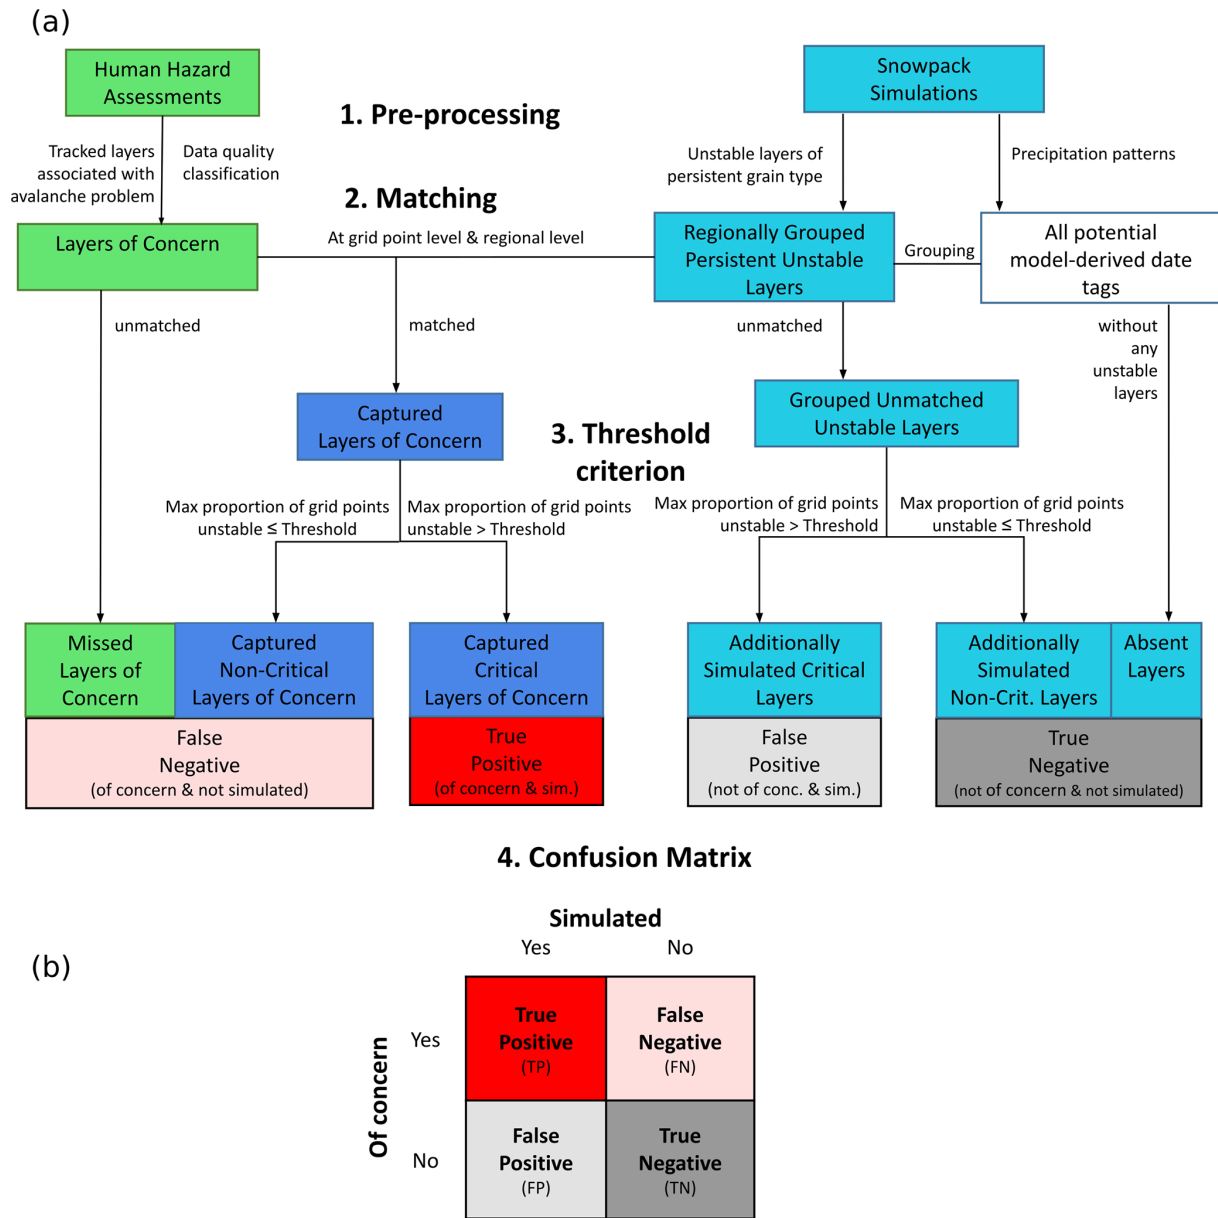 (a)
Human Hazard
Assessments
Snowpack
Simulations
1. Pre-processing
Tracked layers
associated with
avalanche problem
Data quality
classification
Unstable layers of
persistent grain type
Precipitation patterns
2. Matching
Layers of Concern
At grid point level & regional level
Regionally Grouped
Persistent Unstable
Layers
Grouping
All potential
model-derived date
tags
unmatched
matched
unmatched
without
any
unstable
layers
Captured
Layers of Concern
Grouped Unmatched
Unstable Layers
3. Threshold
criterion
Max proportion of grid points
unstable ≤ Threshold
Max proportion of grid points
unstable > Threshold
Max proportion of grid points
unstable > Threshold
Max proportion of grid points
unstable ≤ Threshold
Missed
Layers of
Concern
Captured
Non-Critical
Layers of Concern
Captured
Critical
Layers of Concern
Additionally
Simulated Critical
Layers
Additionally
Simulated
Non-Crit. Layers
Absent
Layers
False
Negative
(of concern & not simulated)
True
Positive
(of concern & sim.)
False
Positive
(not of conc. & sim.)
True
Negative
(not of concern & not simulated)
4. Confusion Matrix
Simulated
Yes
No
(b)
Of concern
Yes
True
Positive
(TP)
False
Negative
(FN)
No
False
Positive
(FP)
True
Negative
(TN)